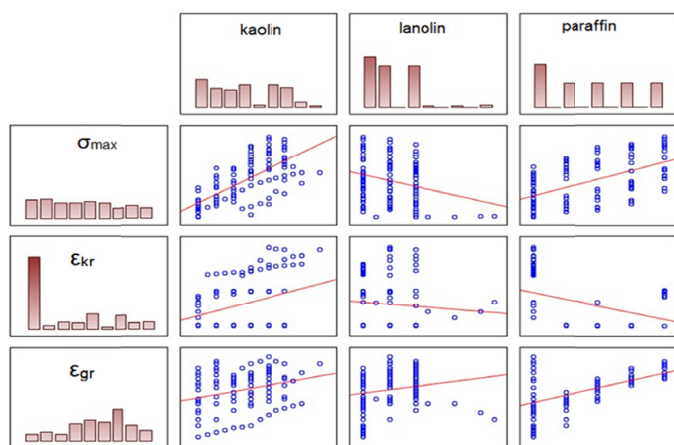 kaolin
lanolin
paraffin
σmax
εkr
εgr